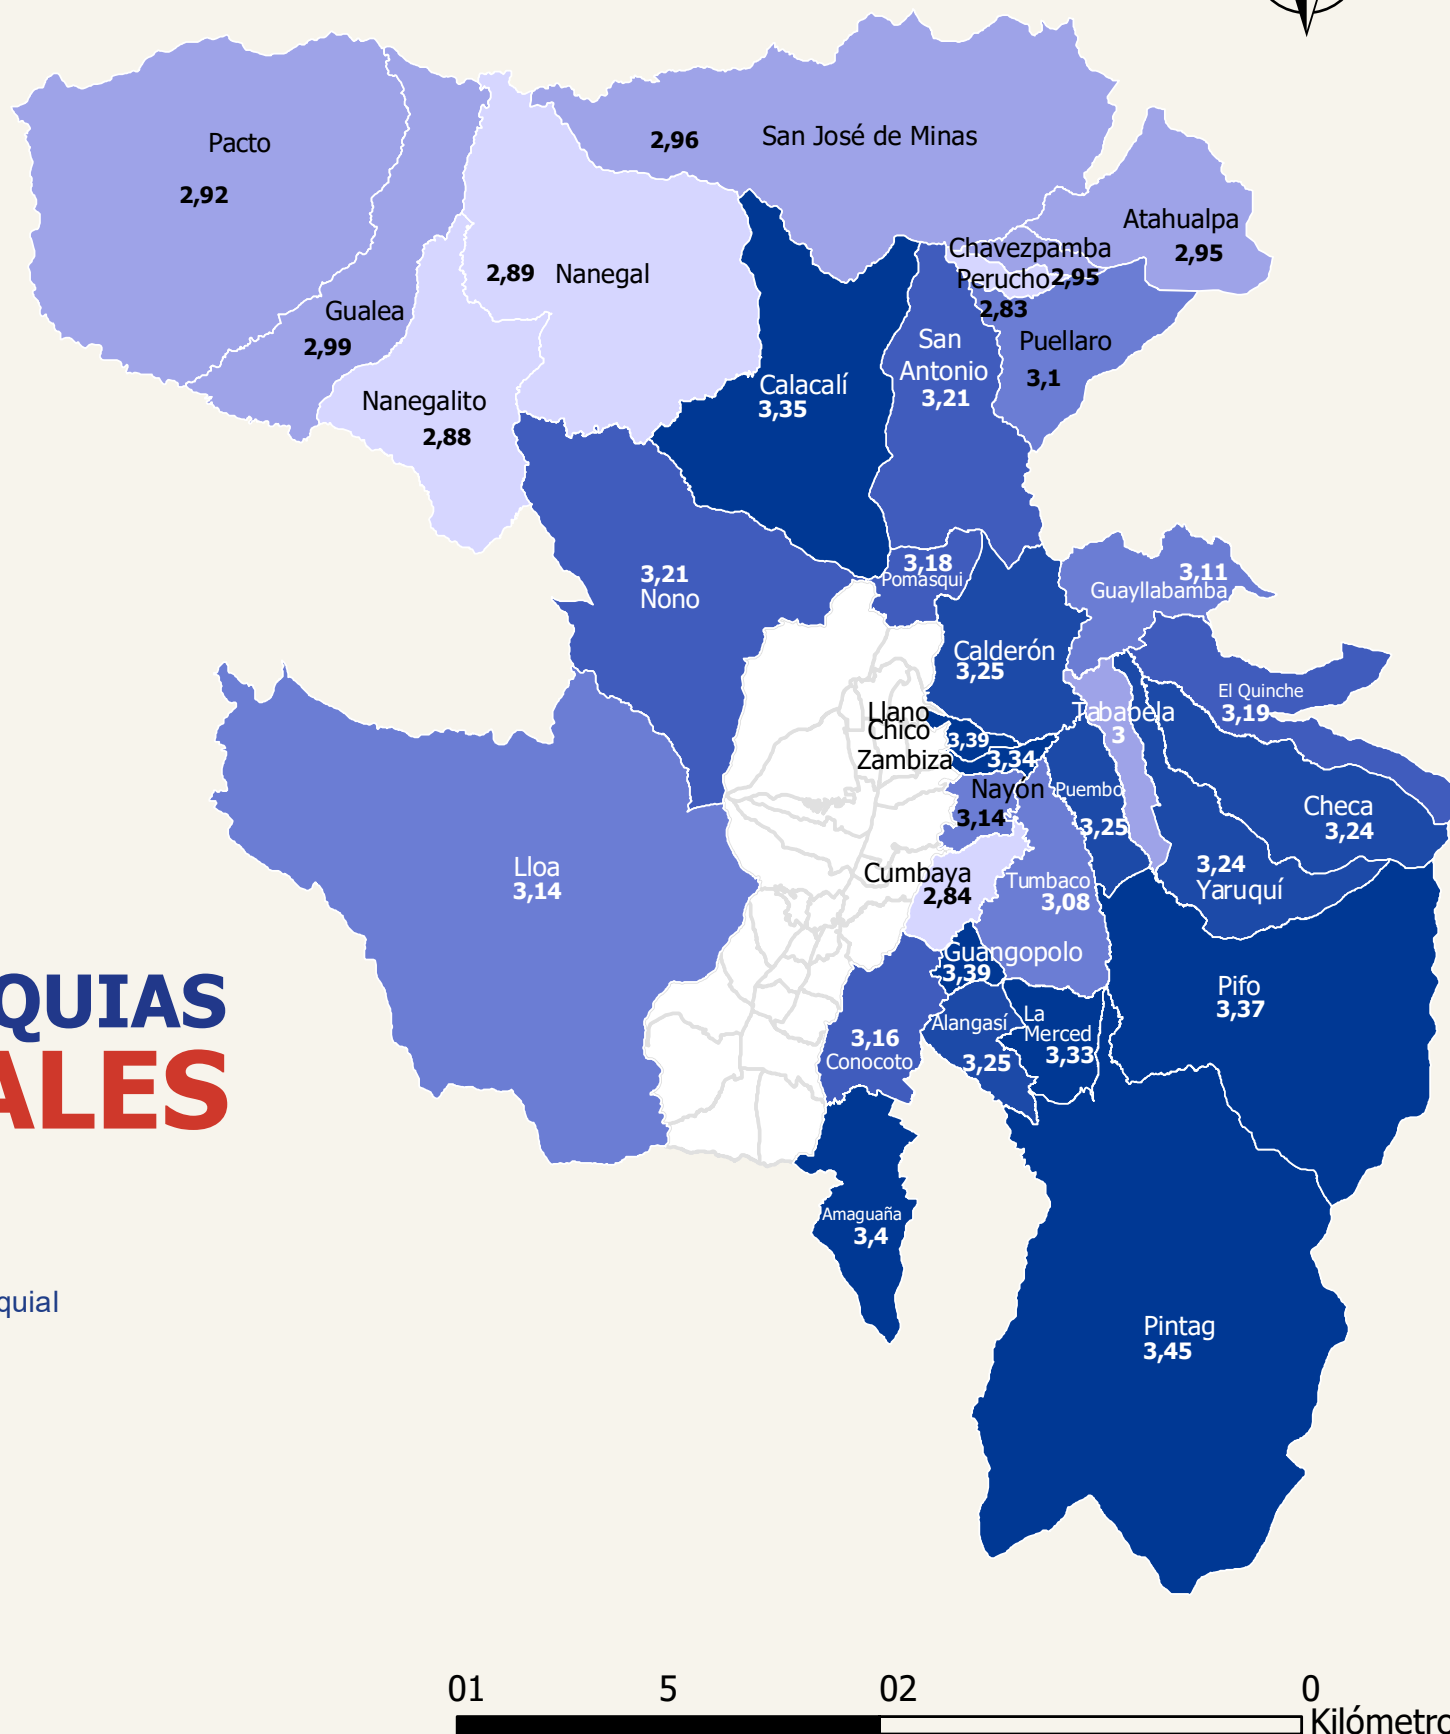 Pacto
2,92
2,96
San José de Minas
Atahualpa
2,95
Chavezpamba
2,95
Perucho
2,83
Puellaro
3,1
2,89 Nanegal
Gualea
2,99
Nanegalito
2,88
Calacalí
3,35
San
Antonio
3,21
3,21
Nono
3,18
Pomasqui
3,11
Guayllabamba
Calderón
3,25
El Quinche
3,19
Tababela
3
Llano
Chico
3,39
Zambiza
3,34
Nayón
3,14
Puembo
3,25
Checa
3,24
3,24
Yaruquí
Lloa
3,14
Cumbaya
2,84
Tumbaco
3,08
Guangopolo
3,39
Pifo
3,37
QUIAS
ALES
3,16
Conocoto
Alangasí
3,25
La
Merced
3,33
Amaguaña
3,4
quial
Pintag
3,45
01 5 02 0
Kilómetro